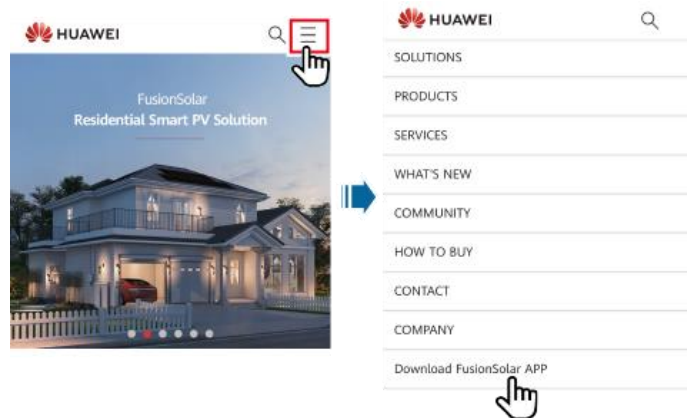 HUAWEI
FusionSolar
Residential Smart PV Solution
HUAWEI
SOLUTIONS
PRODUCTS
SERVICES
WHAT'S NEW
COMMUNITY
HOW TO BUY
CONTACT
COMPANY
Download FusionSolar APP